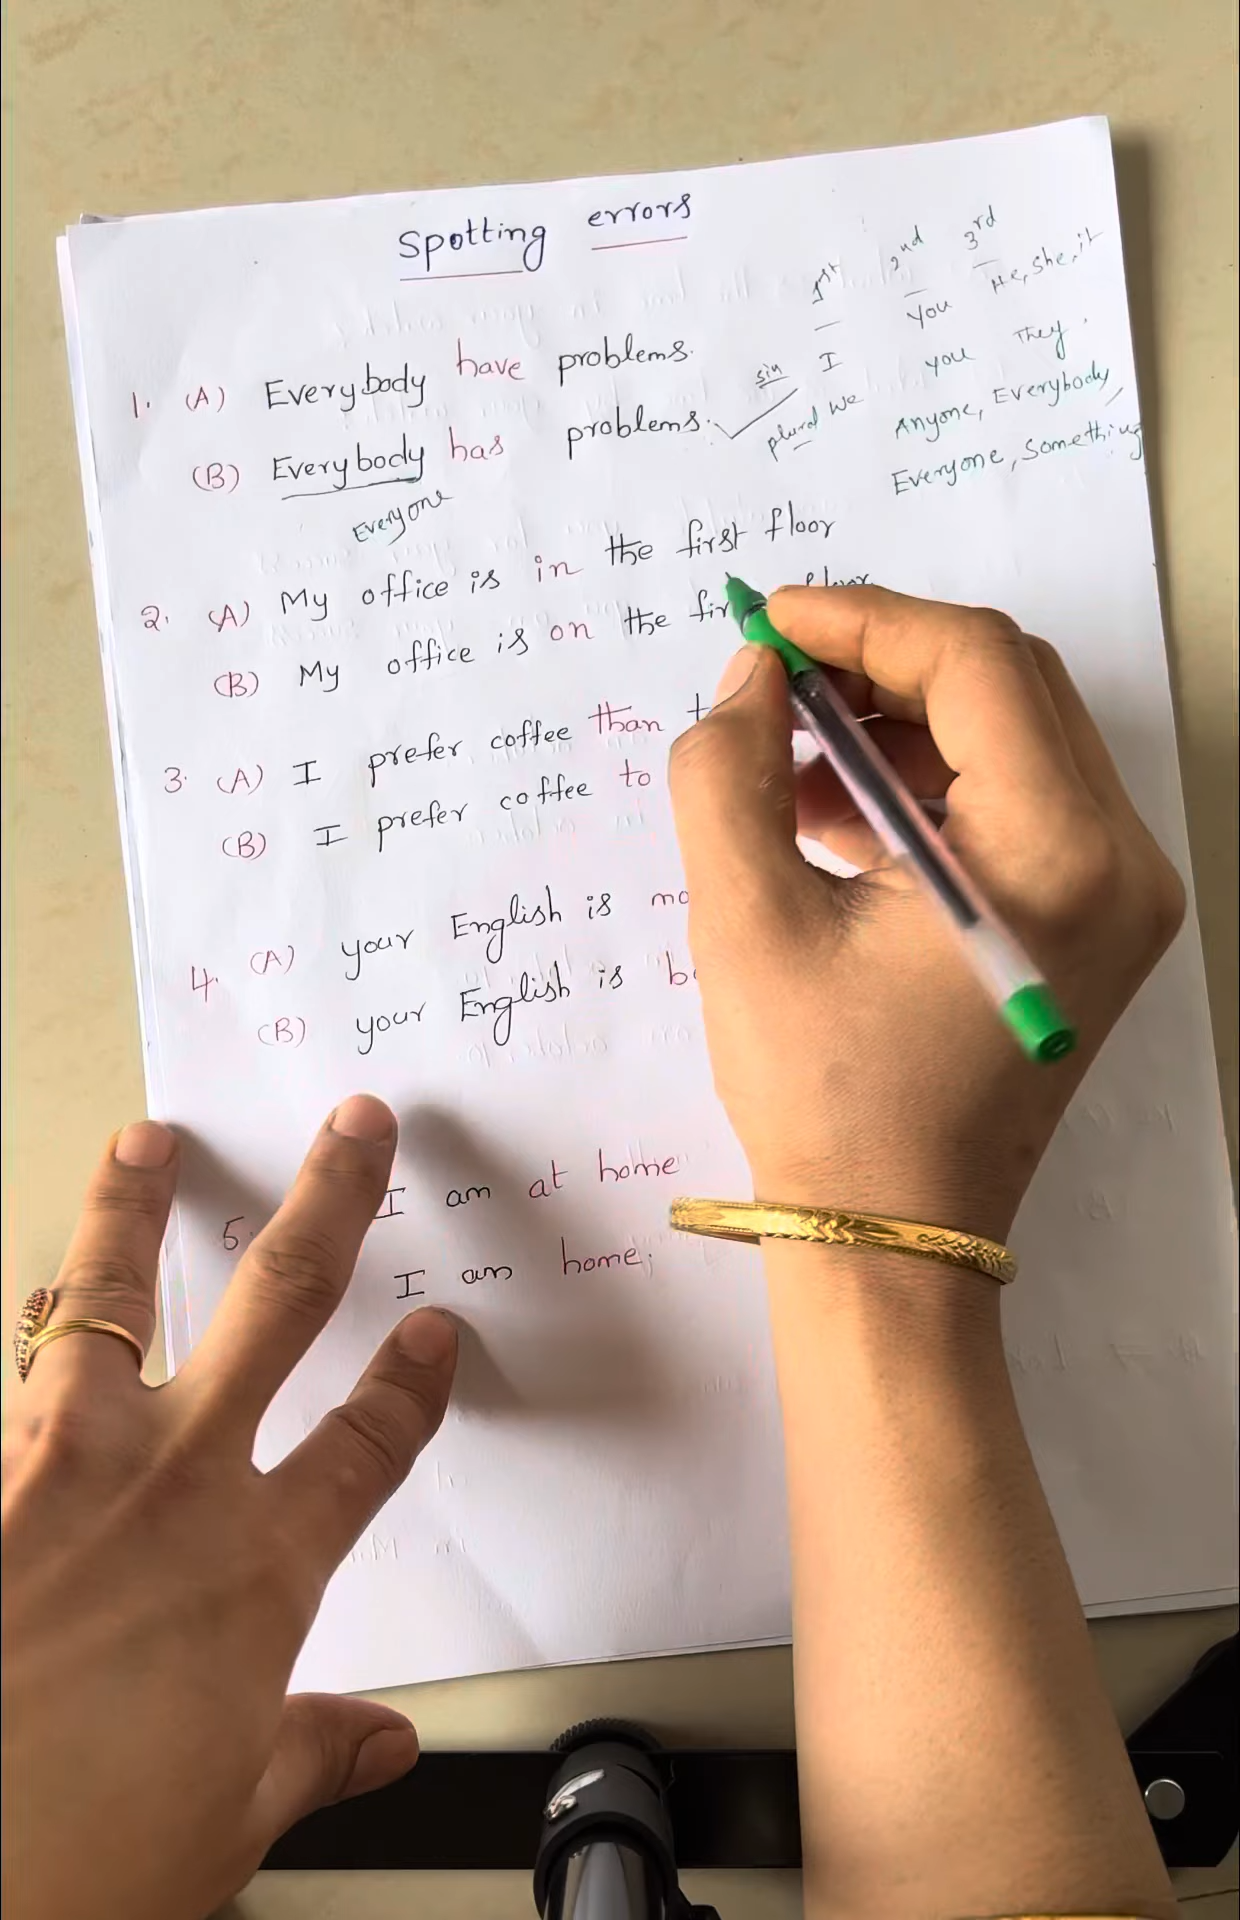 Spotting errors
1. (A) Everybody have problems.
(B) Everybody has problems.
Everyone
1st 2nd 3rd
sin I You He, She, it
plural We you They.
Anyone, Everybody,
Everyone, Something
2. (A) My office is in the first floor
(B) My office is on the floor
3. (A) I prefer coffee than
(B) I prefer coffee to
4. (A) your English is
(B) your English is
5. I am at home
I am home.